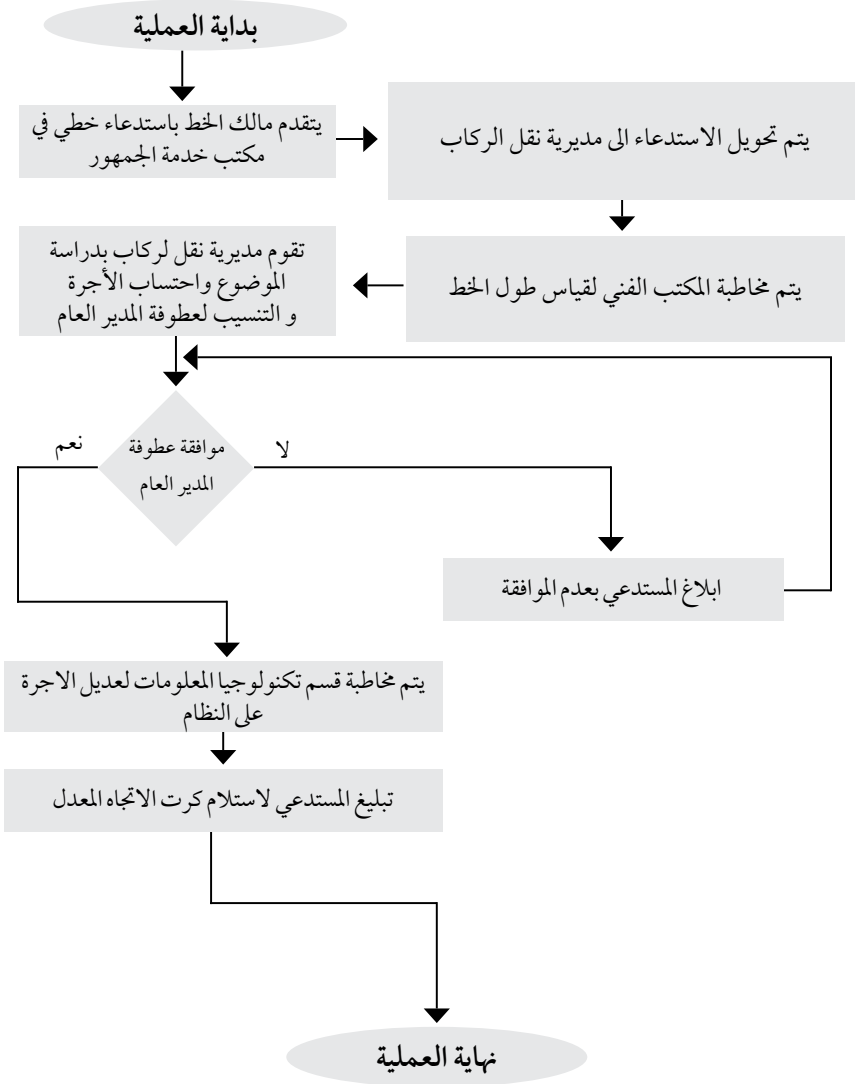 بداية العملية
يتقدم مالك الخط باستدعاء خطي في
مكتب خدمة الجمهور
يتم تحويل الاستدعاء الى مديرية نقل الركاب
يتم مخاطبة المكتب الفني لقياس طول الخط
تقوم مديرية نقل لركاب بدراسة
الموضوع واحتساب الأجرة
و التنسيب لعطوفة المدير العام
موافقة عطوفة
المدير العام
نعم
لا
ابلاغ المستدعي بعدم الموافقة
يتم مخاطبة قسم تكنولوجيا المعلومات لعديل الاجرة
على النظام
تبليغ المستدعي لاستلام كرت الاتجاه المعدل
نهاية العملية